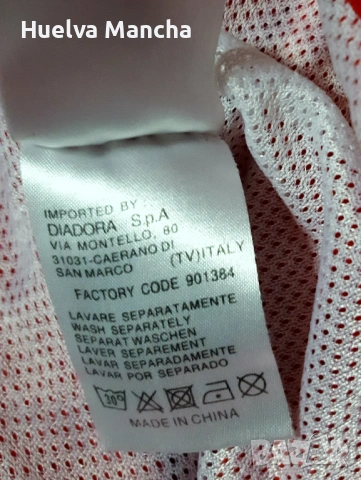 Huelva Mancha
IMPORTED BY:
DIADORA S.p.A
VIA MONTELLO, 80
31031-CAERANO DI
SAN MARCO (TV)ITALY
FACTORY CODE 901384
LAVARE SEPARATAMENTE
WASH SEPARATELY
SEPARAT WASCHEN
LAVER SEPAREMENT
LAVAR SEPARADAMENTO
LAVAR POR SEPARADO
30°
MADE IN CHINA